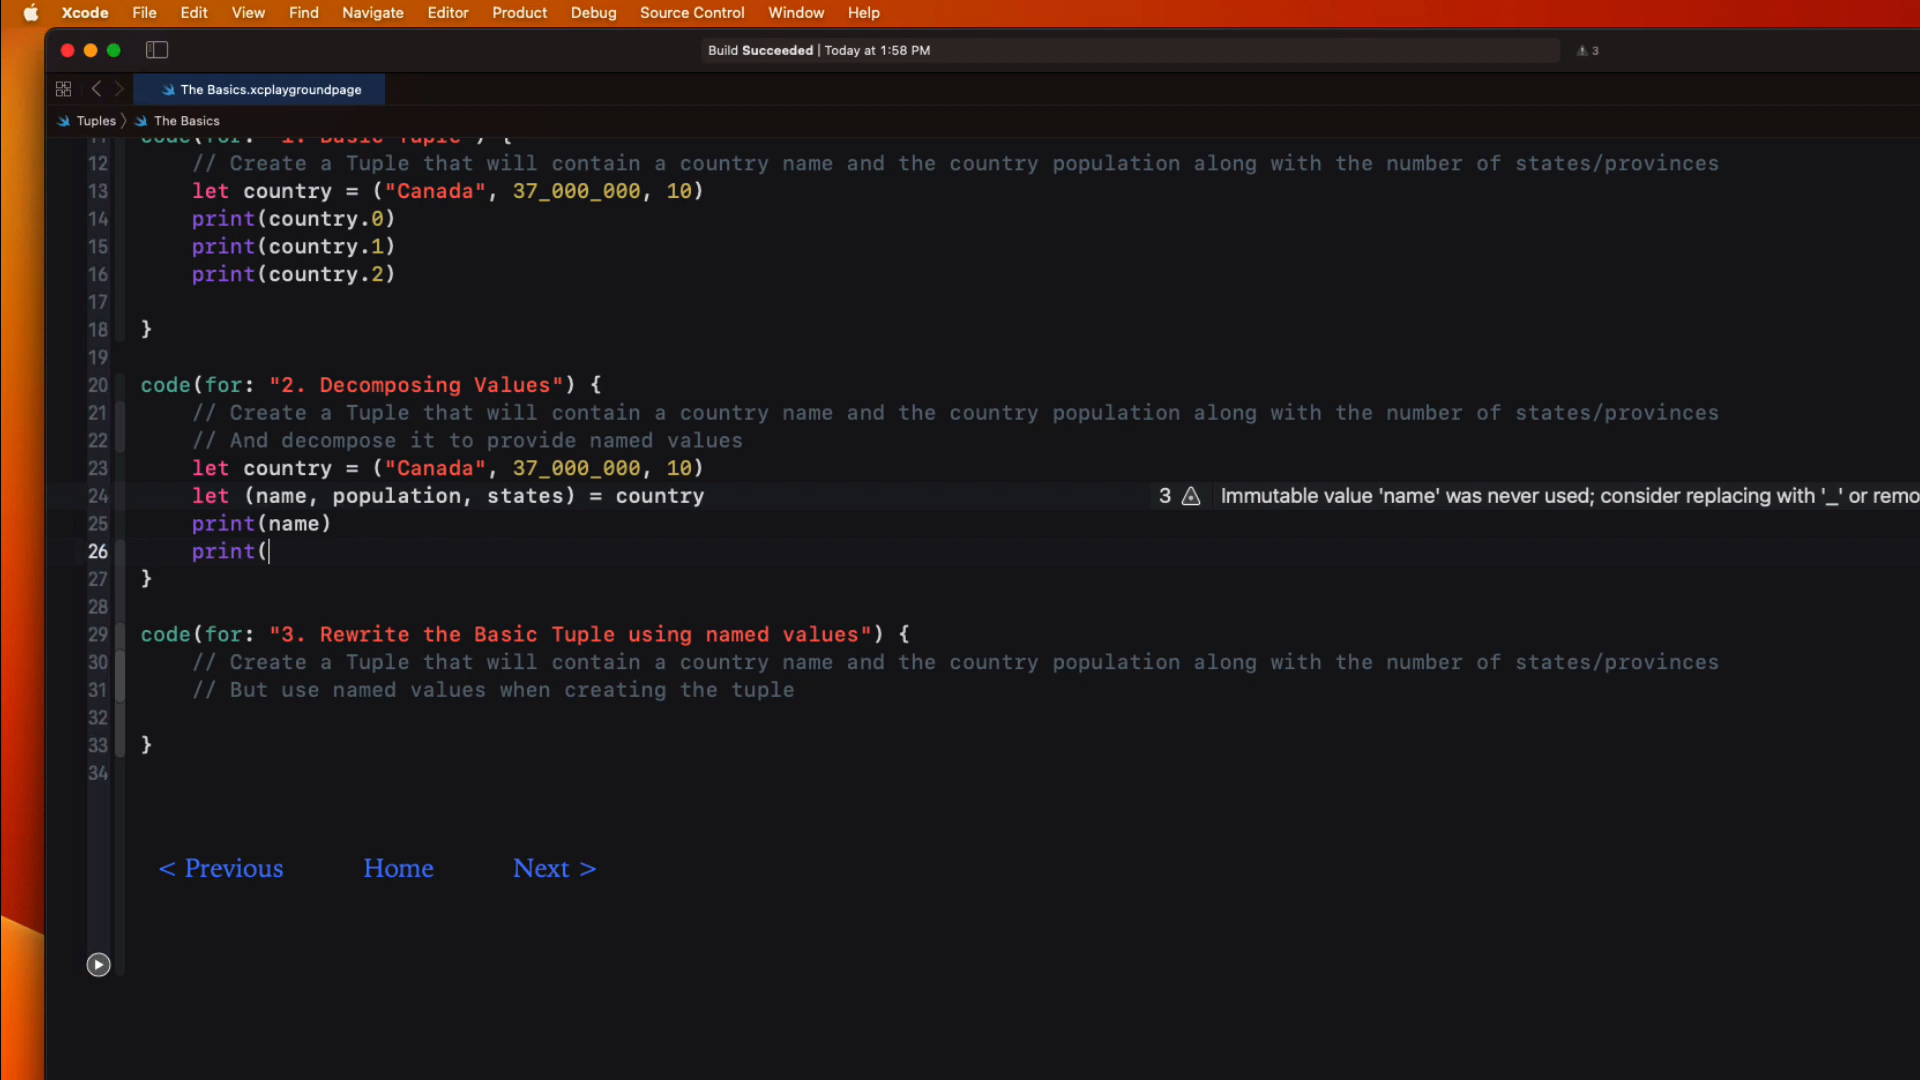 Xcode File Edit View Find Navigate Editor Product Debug Source Control Window Help
Build Succeeded | Today at 1:58 PM
3
The Basics.xcplaygroundpage
Tuples 〉 The Basics
11 code(for: "1. Basic Tuple") {
12 // Create a Tuple that will contain a country name and the country population along with the number of states/provinces
13 let country = ("Canada", 37_000_000, 10)
14 print(country.0)
15 print(country.1)
16 print(country.2)
17
18 }
19
20 code(for: "2. Decomposing Values") {
21 // Create a Tuple that will contain a country name and the country population along with the number of states/provinces
22 // And decompose it to provide named values
23 let country = ("Canada", 37_000_000, 10)
24 let (name, population, states) = country 3 Immutable value 'name' was never used; consider replacing with '_' or remo
25 print(name)
26 print(
27 }
28
29 code(for: "3. Rewrite the Basic Tuple using named values") {
30 // Create a Tuple that will contain a country name and the country population along with the number of states/provinces
31 // But use named values when creating the tuple
32
33 }
34
< Previous Home Next >